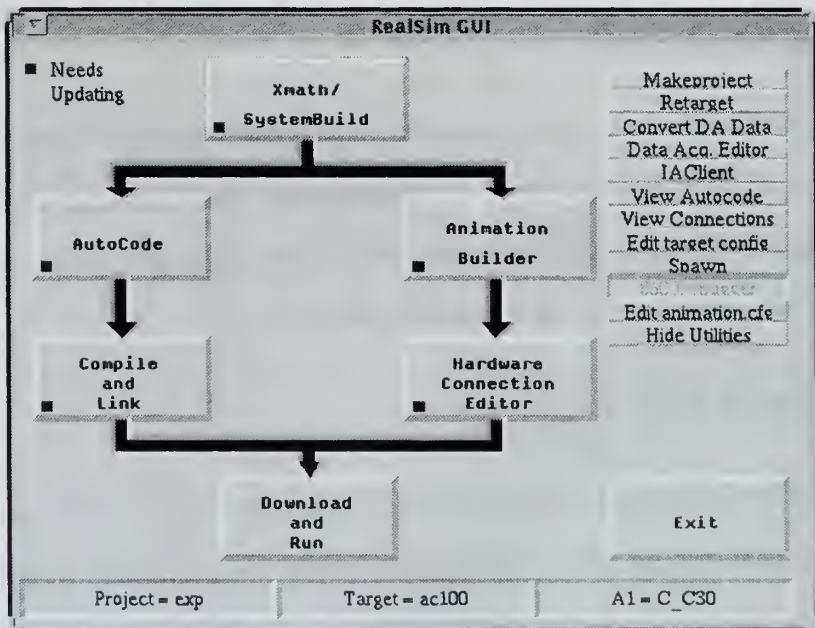 RealSim GUI
Needs
Updating
Xmath/
SystemBuild
AutoCode
Animation
Builder
Compile
and
Link
Hardware
Connection
Editor
Download
and
Run
Makeproject
Retarget
Convert DA Data
Data Acq. Editor
IAClient
View Autocode
View Connections
Edit target config
Spawn
Edit animation.cfg
Hide Utilities
Exit
Project = exp
Target = ac100
A1 = C_C30